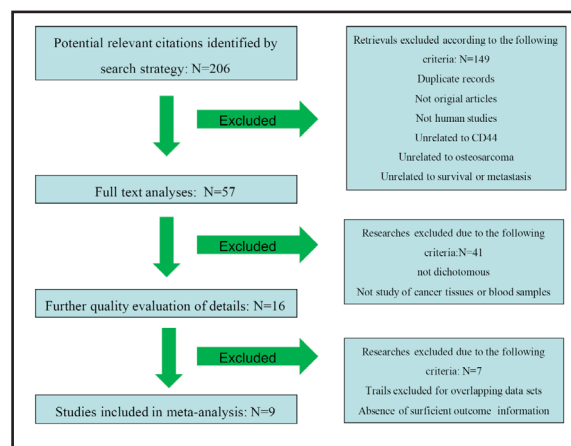 Potential relevant citations identified by
search strategy: N=206
Retrievals excluded according to the following
criteria: N=149
Duplicate records
Not origial articles
Not human studies
Unrelated to CD44
Unrelated to osteosarcoma
Unrelated to survival or metastasis
Excluded
Full text analyses: N=57
Researches excluded due to the following
criteria:N=41
not dichotomous
Not study of cancer tissues or blood samples
Excluded
Further quality evaluation of details: N=16
Researches excluded due to the following
criteria: N=7
Trails excluded for overlapping data sets
Absence of surficient outcome information
Excluded
Studies included in meta-analysis: N=9